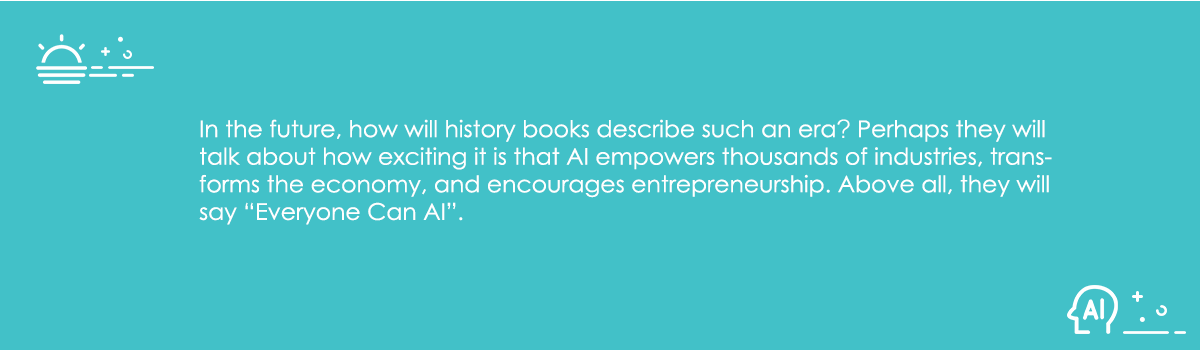 In the future, how will history books describe such an era? Perhaps they will
talk about how exciting it is that AI empowers thousands of industries, trans-
forms the economy, and encourages entrepreneurship. Above all, they will
say “Everyone Can AI”.
AI